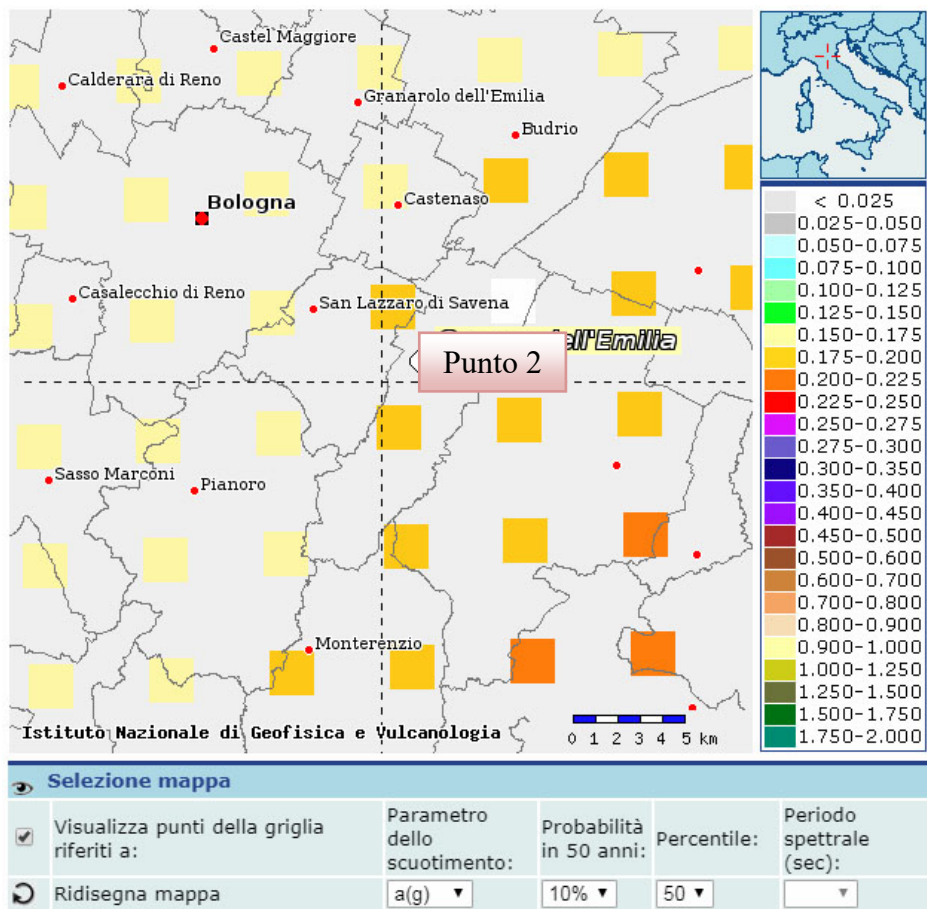 Castel Maggiore
Calderara di Reno
Granarolo dell'Emilia
Budrio
Bologna
Castenaso
Casalecchio di Reno
San Lazzaro di Savena
dell'Emilia
Punto 2
Sasso Marconi
Pianoro
Monterenzio
Istituto Nazionale di Geofisica e Vulcanologia
0 1 2 3 4 5 km
< 0.025
0.025-0.050
0.050-0.075
0.075-0.100
0.100-0.125
0.125-0.150
0.150-0.175
0.175-0.200
0.200-0.225
0.225-0.250
0.250-0.275
0.275-0.300
0.300-0.350
0.350-0.400
0.400-0.450
0.450-0.500
0.500-0.600
0.600-0.700
0.700-0.800
0.800-0.900
0.900-1.000
1.000-1.250
1.250-1.500
1.500-1.750
1.750-2.000
Selezione mappa
Visualizza punti della griglia
riferiti a:
Parametro
dello
scuotimento:
Probabilità
in 50 anni:
Percentile:
Periodo
spettrale
(sec):
Ridisegna mappa
a(g)
10%
50